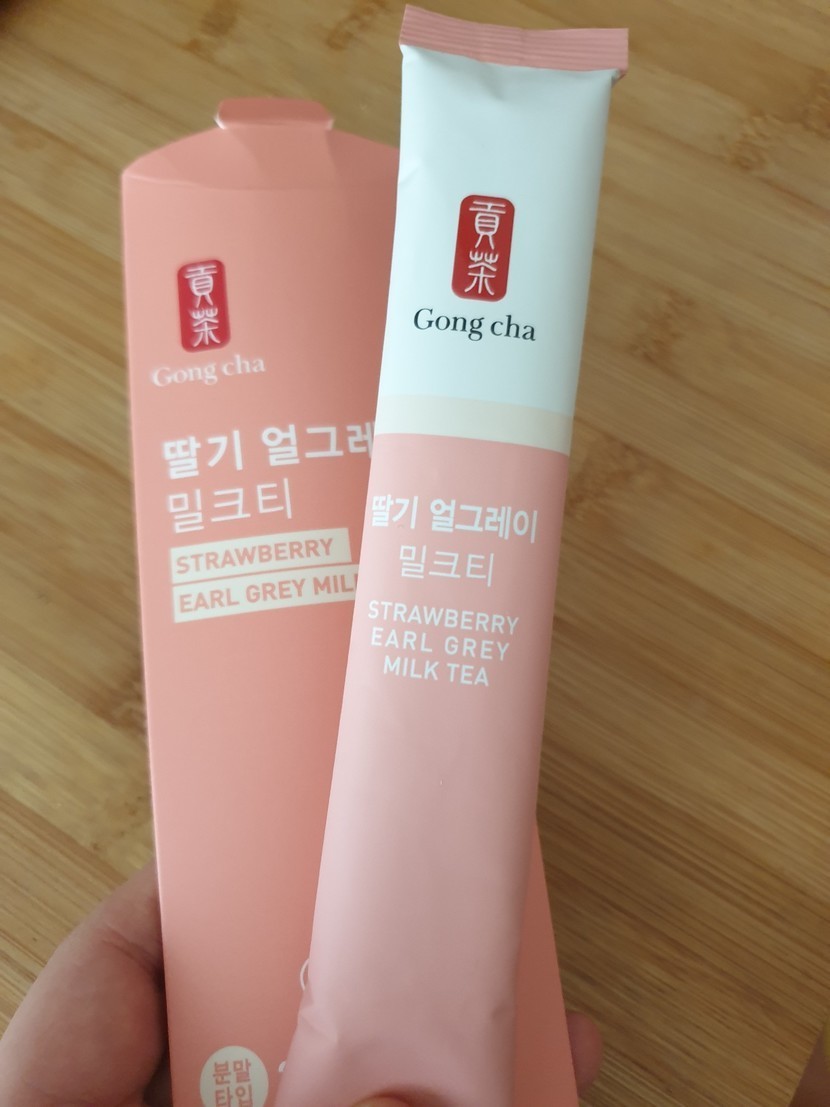 貢茶
Gong cha
딸기 얼그레
밀크티
STRAWBERRY
EARL GREY MIL
분말
타입
貢茶
Gong cha
딸기 얼그레이
밀크티
STRAWBERRY
EARL GREY
MILK TEA